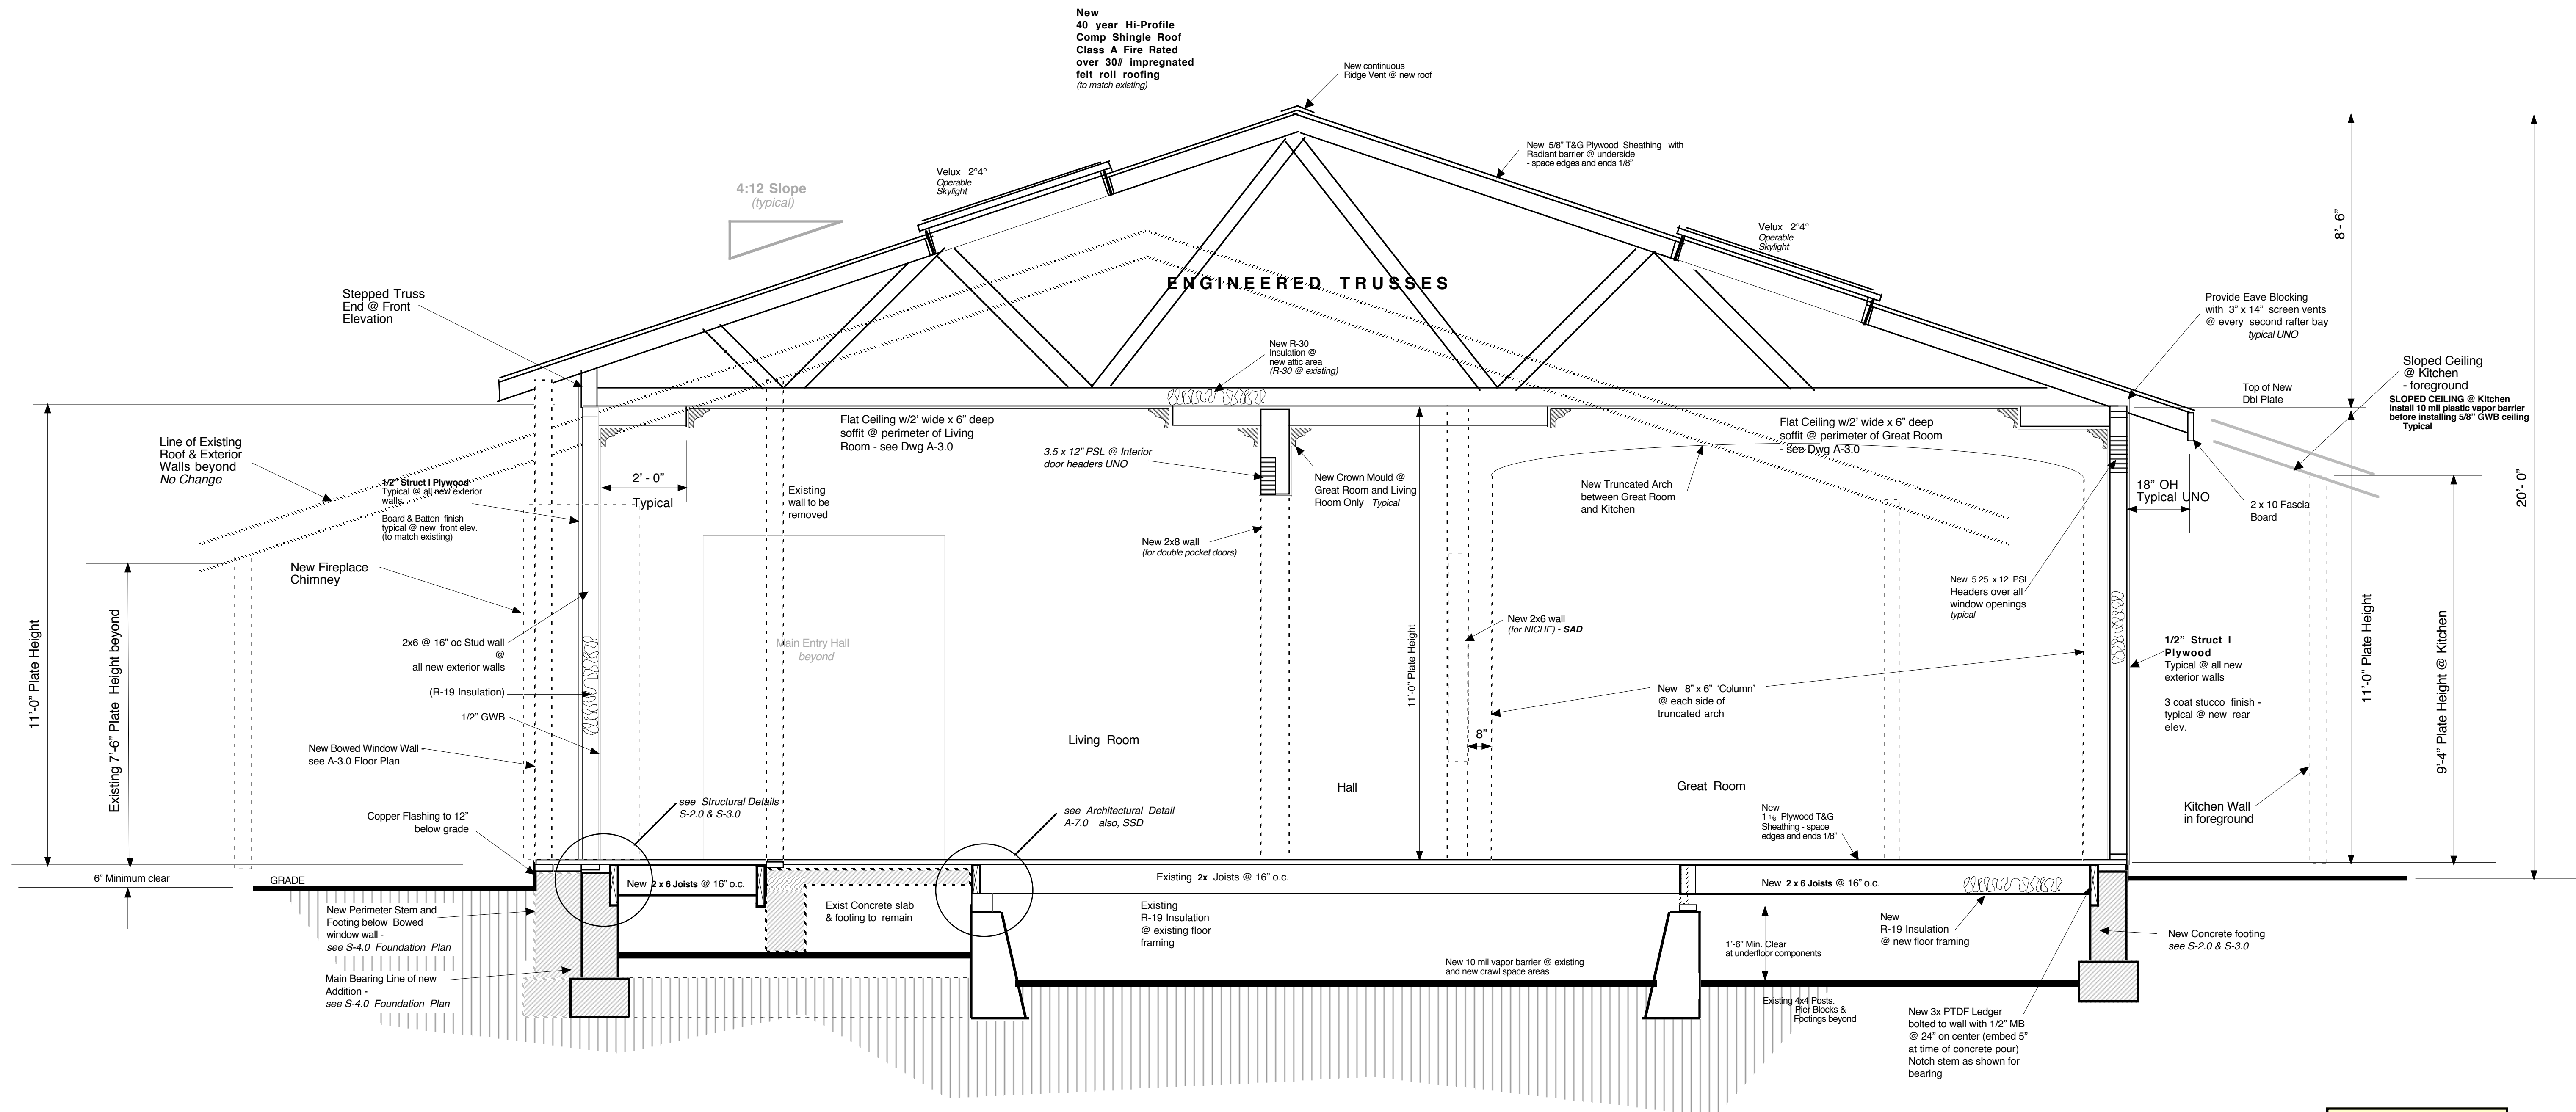 New
40 year Hi-Profile
Comp Shingle Roof
Class A Fire Rated
over 30# impregnated
felt roll roofing
(to match existing)
New continuous
Ridge Vent @ new roof
New 5/8” T&G Plywood Sheathing with
Radiant barrier @ underside
- space edges and ends 1/8”
Velux 2°4°
Operable
Skylight
4:12 Slope
(typical)
Velux 2°4°
Operable
Skylight
8’- 6”
ENGINEERED TRUSSES
Stepped Truss
End @ Front
Elevation
Provide Eave Blocking
with 3” x 14” screen vents
@ every second rafter bay
typical UNO
New R-30
Insulation @
new attic area
(R-30 @ existing)
Sloped Ceiling
@ Kitchen
- foreground
SLOPED CEILING @ Kitchen
install 10 mil plastic vapor barrier
before installing 5/8” GWB ceiling
Typical
Top of New
Dbl Plate
Flat Ceiling w/2’ wide x 6” deep
soffit @ perimeter of Living
Room - see Dwg A-3.0
Flat Ceiling w/2’ wide x 6” deep
soffit @ perimeter of Great Room
- see Dwg A-3.0
Line of Existing
Roof & Exterior
Walls beyond
No Change
3.5 x 12” PSL @ Interior
door headers UNO
New Crown Mould @
Great Room and Living
Room Only Typical
New Truncated Arch
between Great Room
and Kitchen
1/2” Struct I Plywood
Typical @ all new exterior
walls
Board & Batten finish -
typical @ new front elev.
(to match existing)
2’ - 0”
Typical
Existing
wall to be
removed
18” OH
Typical UNO
2 x 10 Fascia
Board
20’- 0”
New 2x8 wall
(for double pocket doors)
New Fireplace
Chimney
New 5.25 x 12 PSL
Headers over all
window openings
typical
11’-0” Plate Height
Existing 7’-6” Plate Height beyond
2x6 @ 16” oc Stud wall
@
all new exterior walls
(R-19 Insulation)
1/2” GWB
Main Entry Hall
beyond
11’-0” Plate Height
New 2x6 wall
(for NICHE) - SAD
1/2” Struct I
Plywood
Typical @ all new
exterior walls
3 coat stucco finish -
typical @ new rear
elev.
11’-0” Plate Height
9’-4” Plate Height @ Kitchen
New 8” x 6” ‘Column’
@ each side of
truncated arch
8”
New Bowed Window Wall -
see A-3.0 Floor Plan
Living Room
Hall
Great Room
Copper Flashing to 12”
below grade
see Structural Details
S-2.0 & S-3.0
see Architectural Detail
A-7.0 also, SSD
New
1 1/8 Plywood T&G
Sheathing - space
edges and ends 1/8”
Kitchen Wall
in foreground
6” Minimum clear
GRADE
New 2 x 6 Joists @ 16” o.c.
Existing 2x Joists @ 16” o.c.
New 2 x 6 Joists @ 16” o.c.
New Perimeter Stem and
Footing below Bowed
window wall -
see S-4.0 Foundation Plan
Exist Concrete slab
& footing to remain
Existing
R-19 Insulation
@ existing floor
framing
1’-6” Min. Clear
at underfloor components
New
R-19 Insulation
@ new floor framing
New Concrete footing
see S-2.0 & S-3.0
New 10 mil vapor barrier @ existing
and new crawl space areas
Main Bearing Line of new
Addition -
see S-4.0 Foundation Plan
Existing 4x4 Posts.
Pier Blocks &
Footings beyond
New 3x PTDF Ledger
bolted to wall with 1/2” MB
@ 24” on center (embed 5”
at time of concrete pour)
Notch stem as shown for
bearing